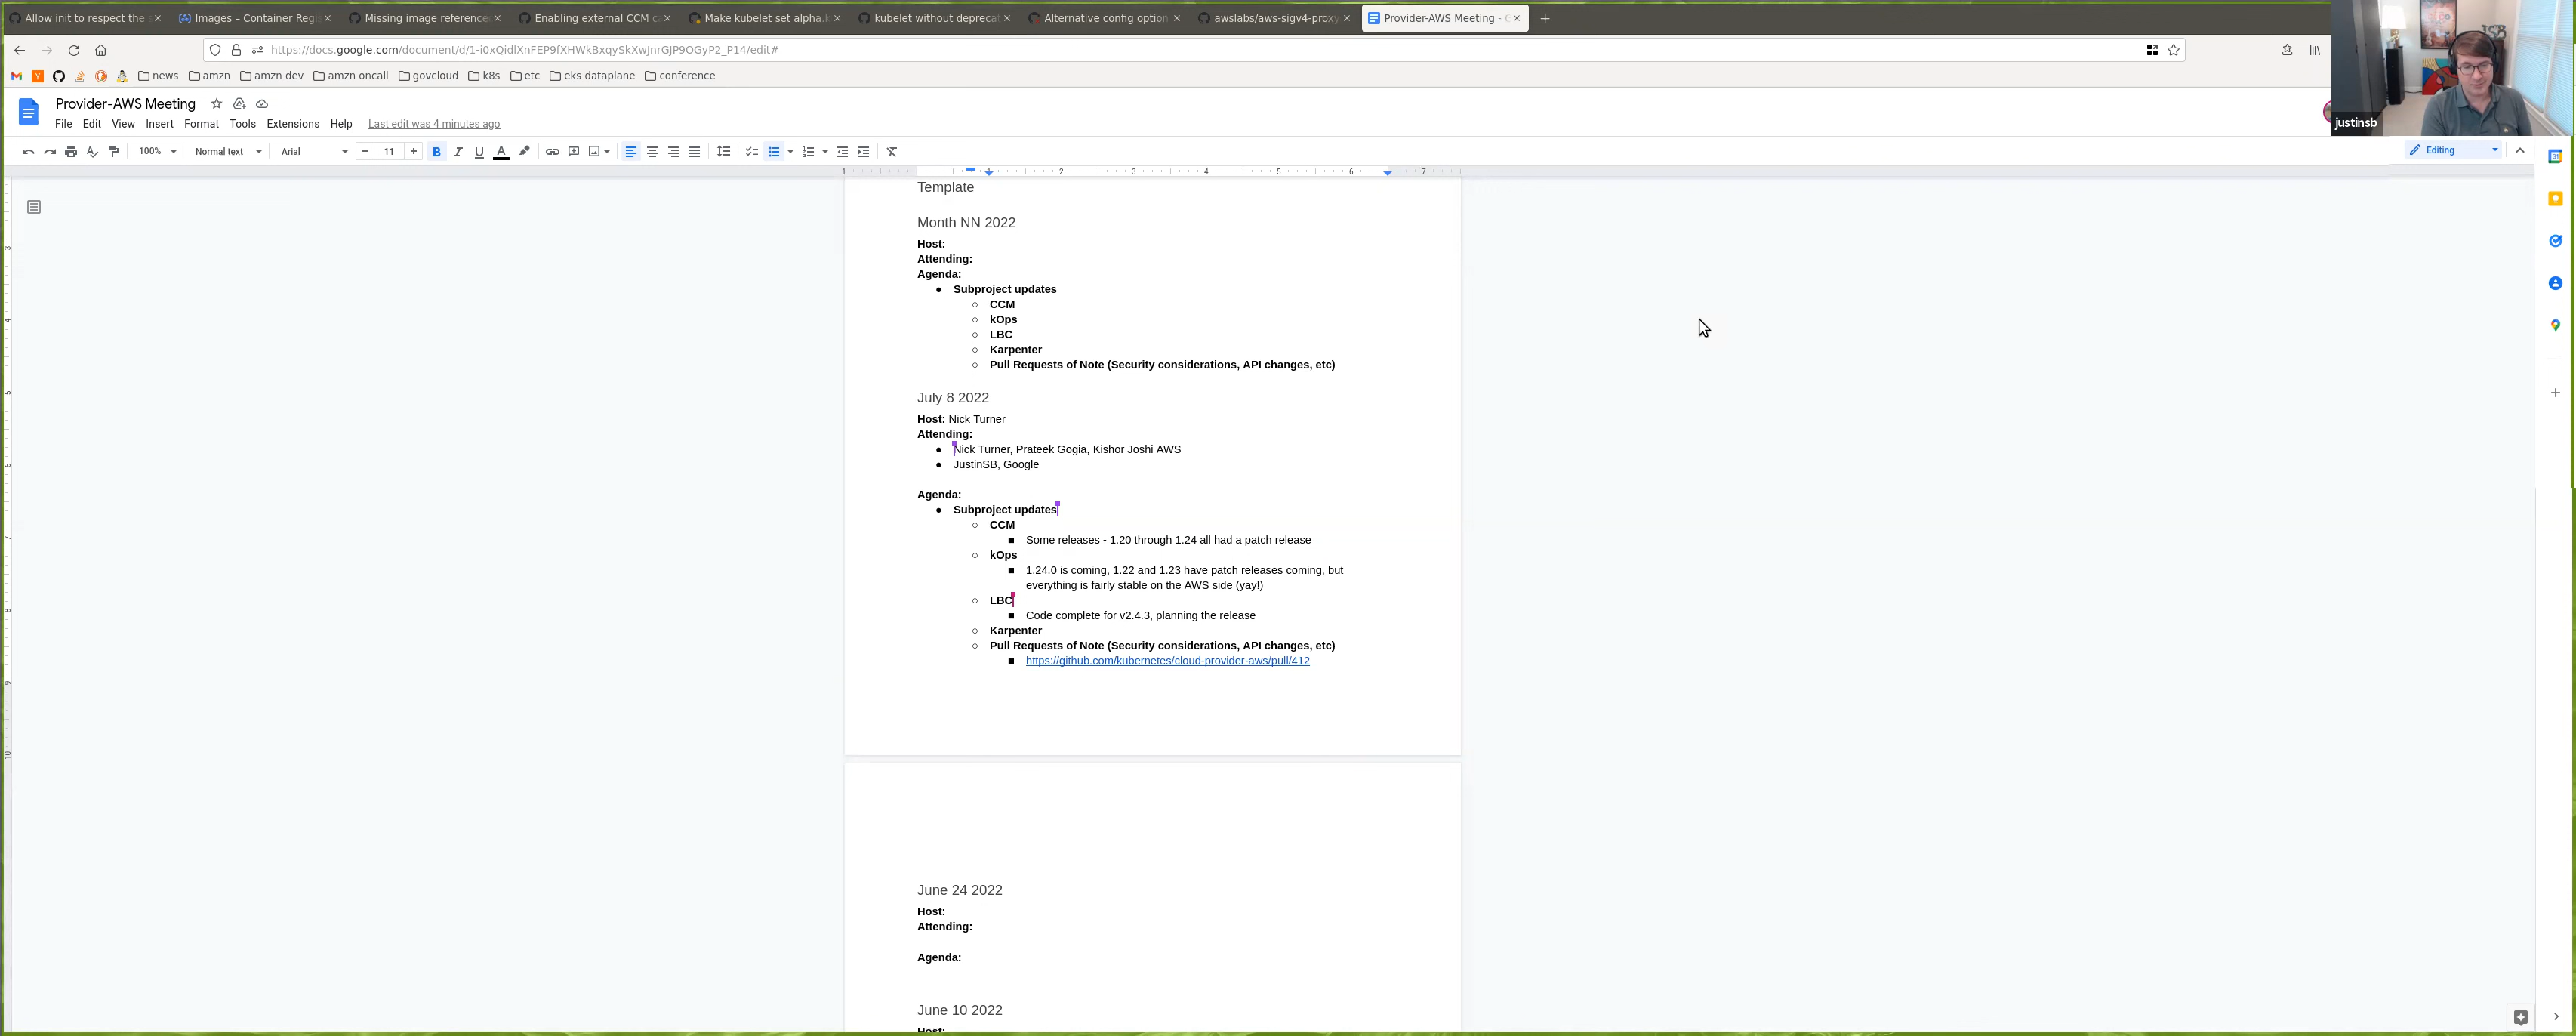 Allow init to respect the
Images – Container Regis
Missing image reference
Enabling external CCM c
Make kubelet set alpha.k
kubelet without deprecat
Alternative config option
awslabs/aws-sigv4-proxy
Provider-AWS Meeting - G
https://docs.google.com/document/d/1-i0xQidlXnFEP9fXHWkBxqySkXwJnrGJP9OGyP2_P14/edit#
news
amzn
amzn dev
amzn oncall
govcloud
k8s
etc
eks dataplane
conference
justinsb
Provider-AWS Meeting
File Edit View Insert Format Tools Extensions Help Last edit was 4 minutes ago
100% Normal text Arial 11 Editing
1 1 2 3 4 5 6 7
Template
Month NN 2022
Host:
Attending:
Agenda:
● Subproject updates
○ CCM
○ kOps
○ LBC
○ Karpenter
○ Pull Requests of Note (Security considerations, API changes, etc)
July 8 2022
Host: Nick Turner
Attending:
● Nick Turner, Prateek Gogia, Kishor Joshi AWS
● JustinSB, Google
Agenda:
● Subproject updates
○ CCM
■ Some releases - 1.20 through 1.24 all had a patch release
○ kOps
■ 1.24.0 is coming, 1.22 and 1.23 have patch releases coming, but
everything is fairly stable on the AWS side (yay!)
○ LBC
■ Code complete for v2.4.3, planning the release
○ Karpenter
○ Pull Requests of Note (Security considerations, API changes, etc)
■ https://github.com/kubernetes/cloud-provider-aws/pull/412
June 24 2022
Host:
Attending:
Agenda:
June 10 2022
Host: